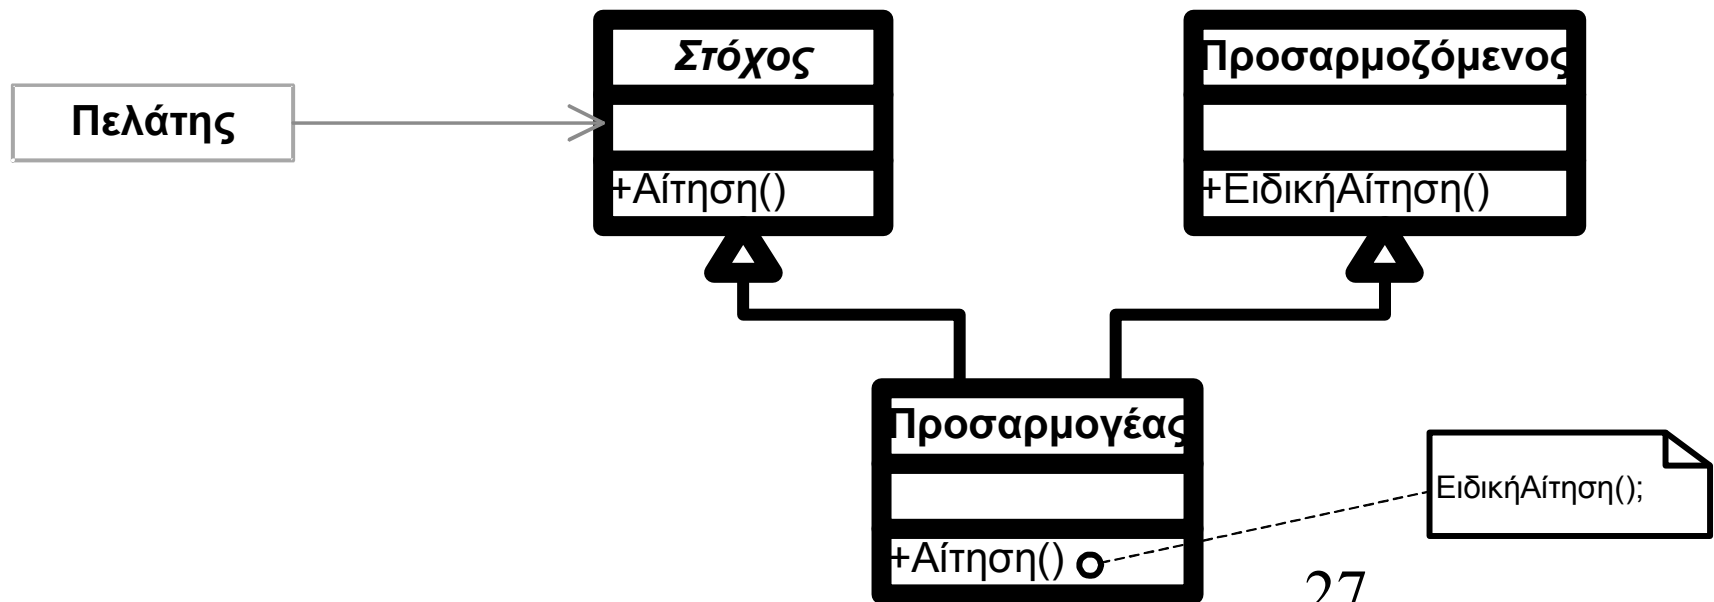 Στόχος
Προσαρμοζόμενος
Πελάτης
+Αίτηση()
+ΕιδικήΑίτηση()
Προσαρμογέας
ΕιδικήΑίτηση();
+Αίτηση()
27